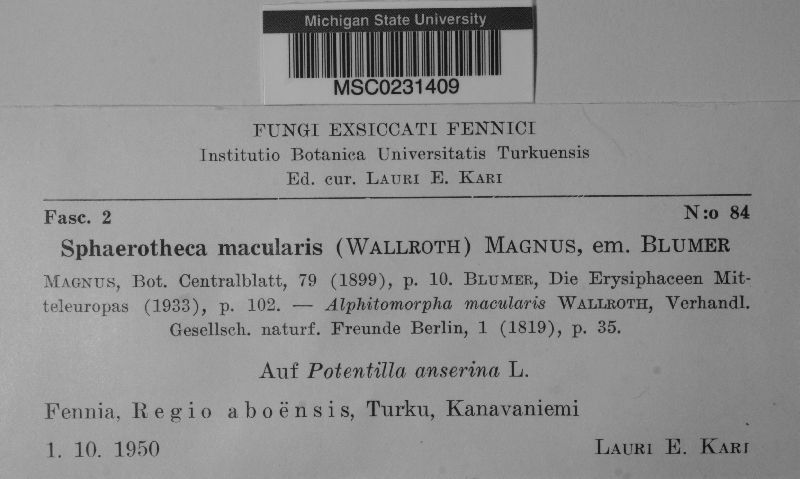 Michigan State University
MSC0231409
FUNGI EXSICCATI FENNICI
Institutio Botanica Universitatis Turkuensis
Ed. cur. LAURI E. KARI
Fasc. 2 N:o 84
Sphaerotheca macularis (WALLROTH) MAGNUS, em. BLUMER
MAGNUS, Bot. Centralblatt, 79 (1899), p. 10. BLUMER, Die Erysiphaceen Mit-
teleuropas (1933), p. 102. — Alphitomorpha macularis WALLROTH, Verhandl.
Gesellsch. naturf. Freunde Berlin, 1 (1819), p. 35.
Auf Potentilla anserina L.
Fennia, Regio aboënsis, Turku, Kanavaniemi
1. 10. 1950 LAURI E. KARI